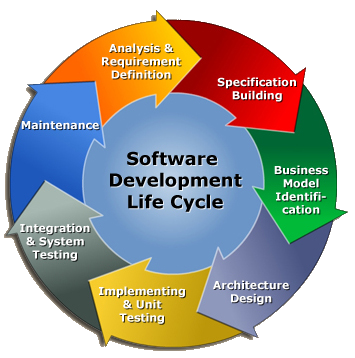 Software
Development
Life Cycle
Analysis &
Requirement
Definition
Specification
Building
Business
Model
Identifi-
cation
Architecture
Design
Implementing
& Unit
Testing
Integration
& System
Testing
Maintenance